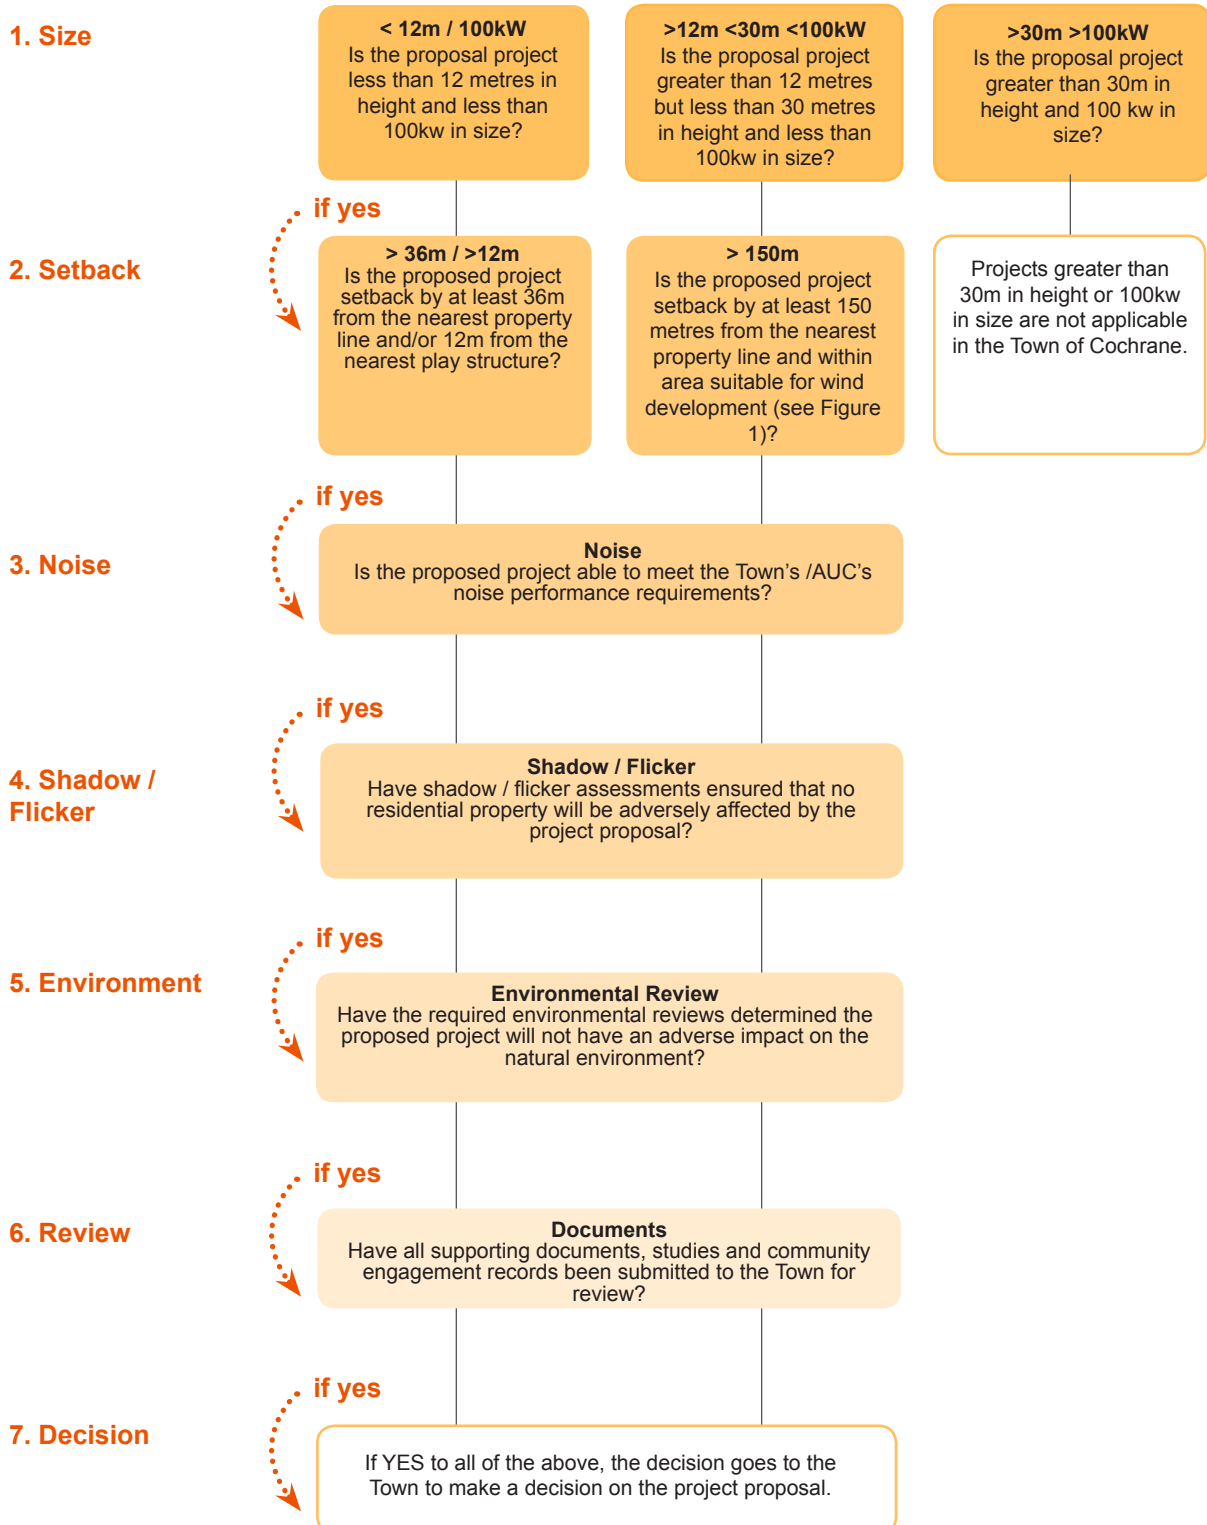 1. Size
< 12m / 100kW
Is the proposal project
less than 12 metres in
height and less than
100kw in size?
>12m <30m <100kW
Is the proposal project
greater than 12 metres
but less than 30 metres
in height and less than
100kw in size?
>30m >100kW
Is the proposal project
greater than 30m in
height and 100 kw in
size?
if yes
2. Setback
> 36m / >12m
Is the proposed project
setback by at least 36m
from the nearest property
line and/or 12m from the
nearest play structure?
> 150m
Is the proposed project
setback by at least 150
metres from the nearest
property line and within
area suitable for wind
development (see Figure
1)?
Projects greater than
30m in height or 100kw
in size are not applicable
in the Town of Cochrane.
if yes
3. Noise
Noise
Is the proposed project able to meet the Town's /AUC's
noise performance requirements?
if yes
4. Shadow /
Flicker
Shadow / Flicker
Have shadow / flicker assessments ensured that no
residential property will be adversely affected by the
project proposal?
if yes
5. Environment
Environmental Review
Have the required environmental reviews determined the
proposed project will not have an adverse impact on the
natural environment?
if yes
6. Review
Documents
Have all supporting documents, studies and community
engagement records been submitted to the Town for
review?
if yes
7. Decision
If YES to all of the above, the decision goes to the
Town to make a decision on the project proposal.